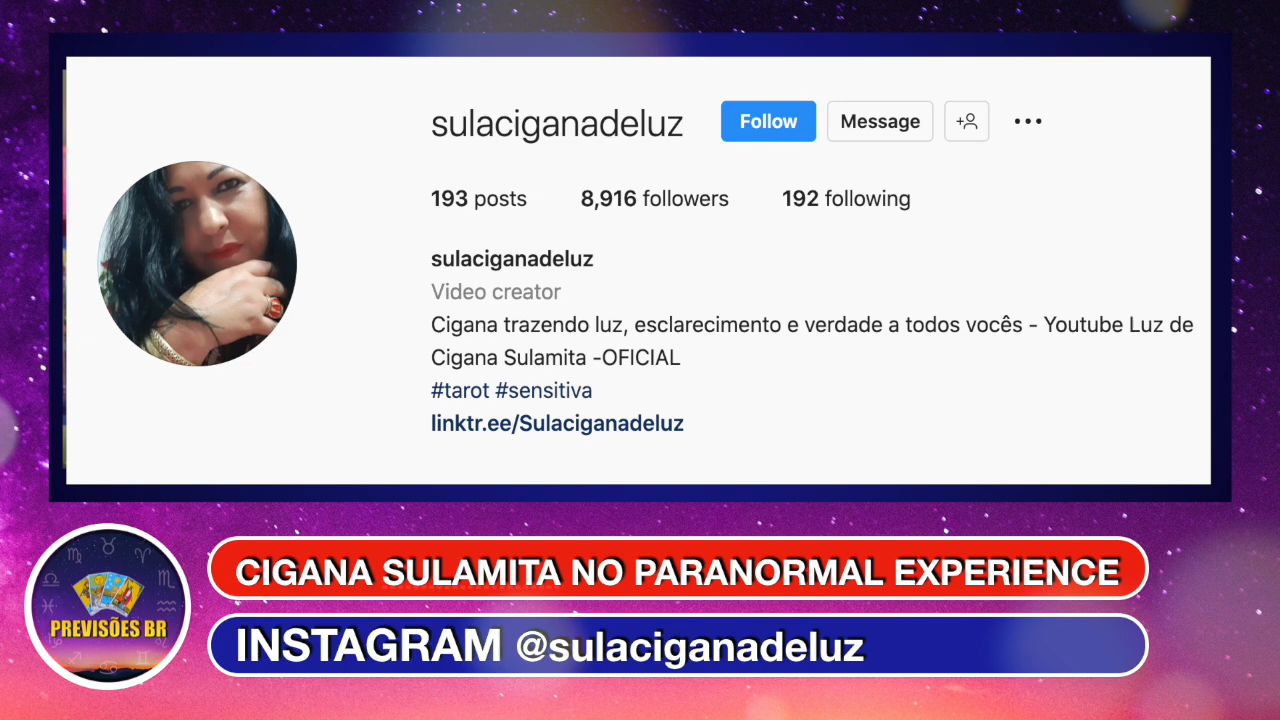 sulaciganadeluz Follow Message
193 posts 8,916 followers 192 following
sulaciganadeluz
Video creator
Cigana trazendo luz, esclarecimento e verdade a todos vocês - Youtube Luz de
Cigana Sulamita -OFICIAL
#tarot #sensitiva
linktr.ee/Sulaciganadeluz
PREVISÕES BR
CIGANA SULAMITA NO PARANORMAL EXPERIENCE
INSTAGRAM @sulaciganadeluz